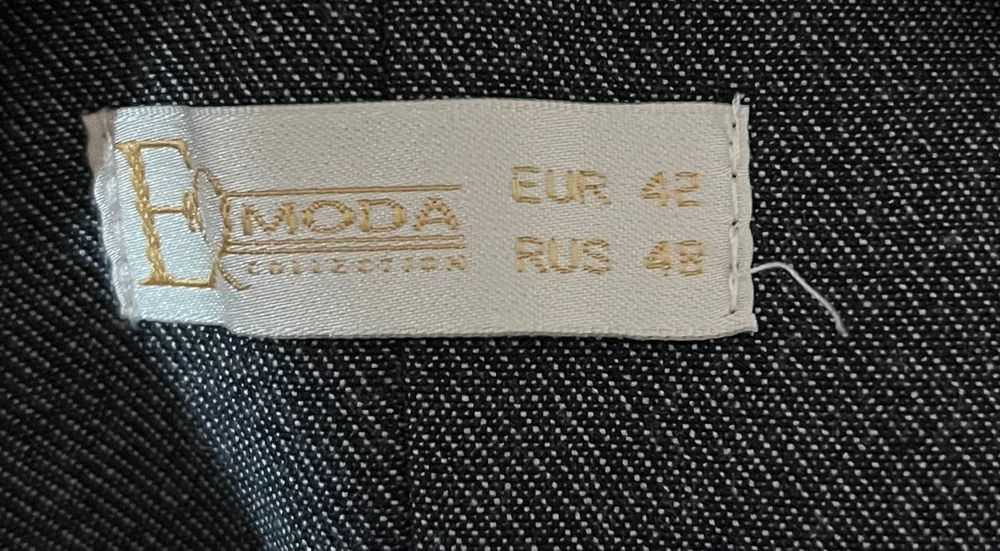 MODA
COLLECTION
EUR 42
RUS 48